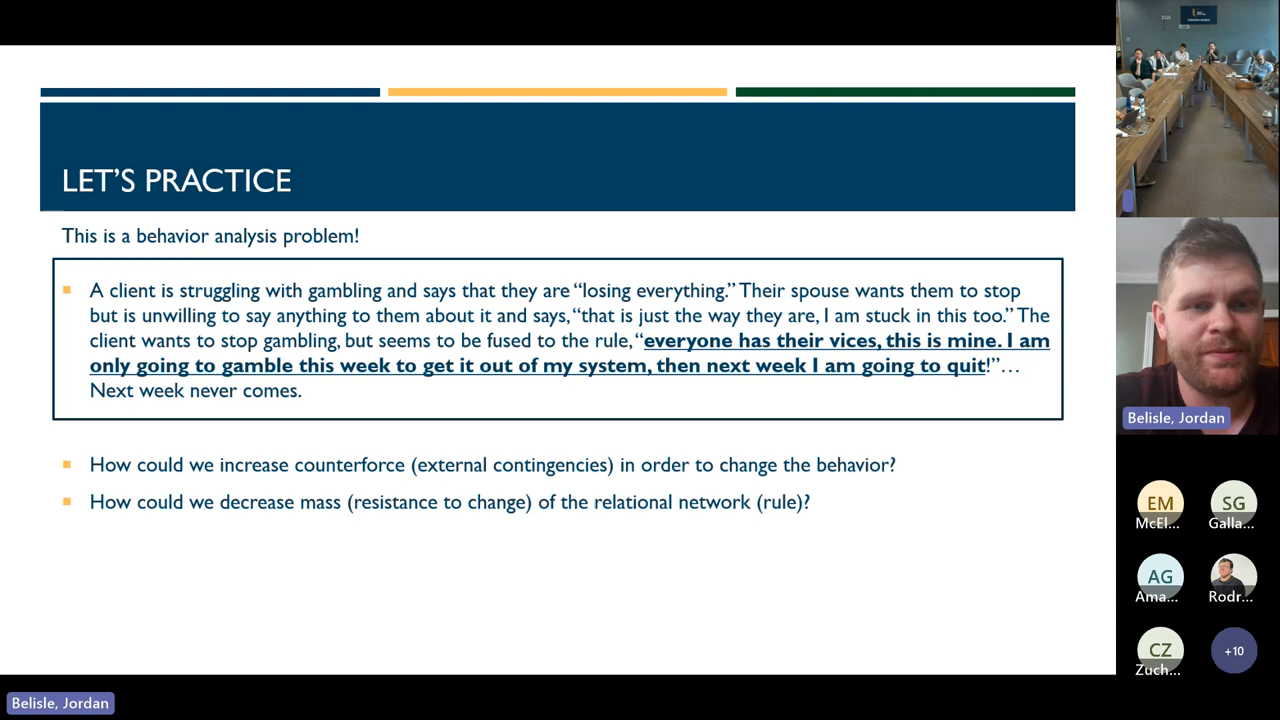 LET'S PRACTICE
This is a behavior analysis problem!
A client is struggling with gambling and says that they are “losing everything.” Their spouse wants them to stop
but is unwilling to say anything to them about it and says, “that is just the way they are, I am stuck in this too.” The
client wants to stop gambling, but seems to be fused to the rule, “everyone has their vices, this is mine. I am
only going to gamble this week to get it out of my system, then next week I am going to quit!”…
Next week never comes.
How could we increase counterforce (external contingencies) in order to change the behavior?
How could we decrease mass (resistance to change) of the relational network (rule)?
Belisle, Jordan
EM
McEl...
SG
Galla...
AG
Ama...
Rodr...
CZ
Zuch...
+10
Belisle, Jordan